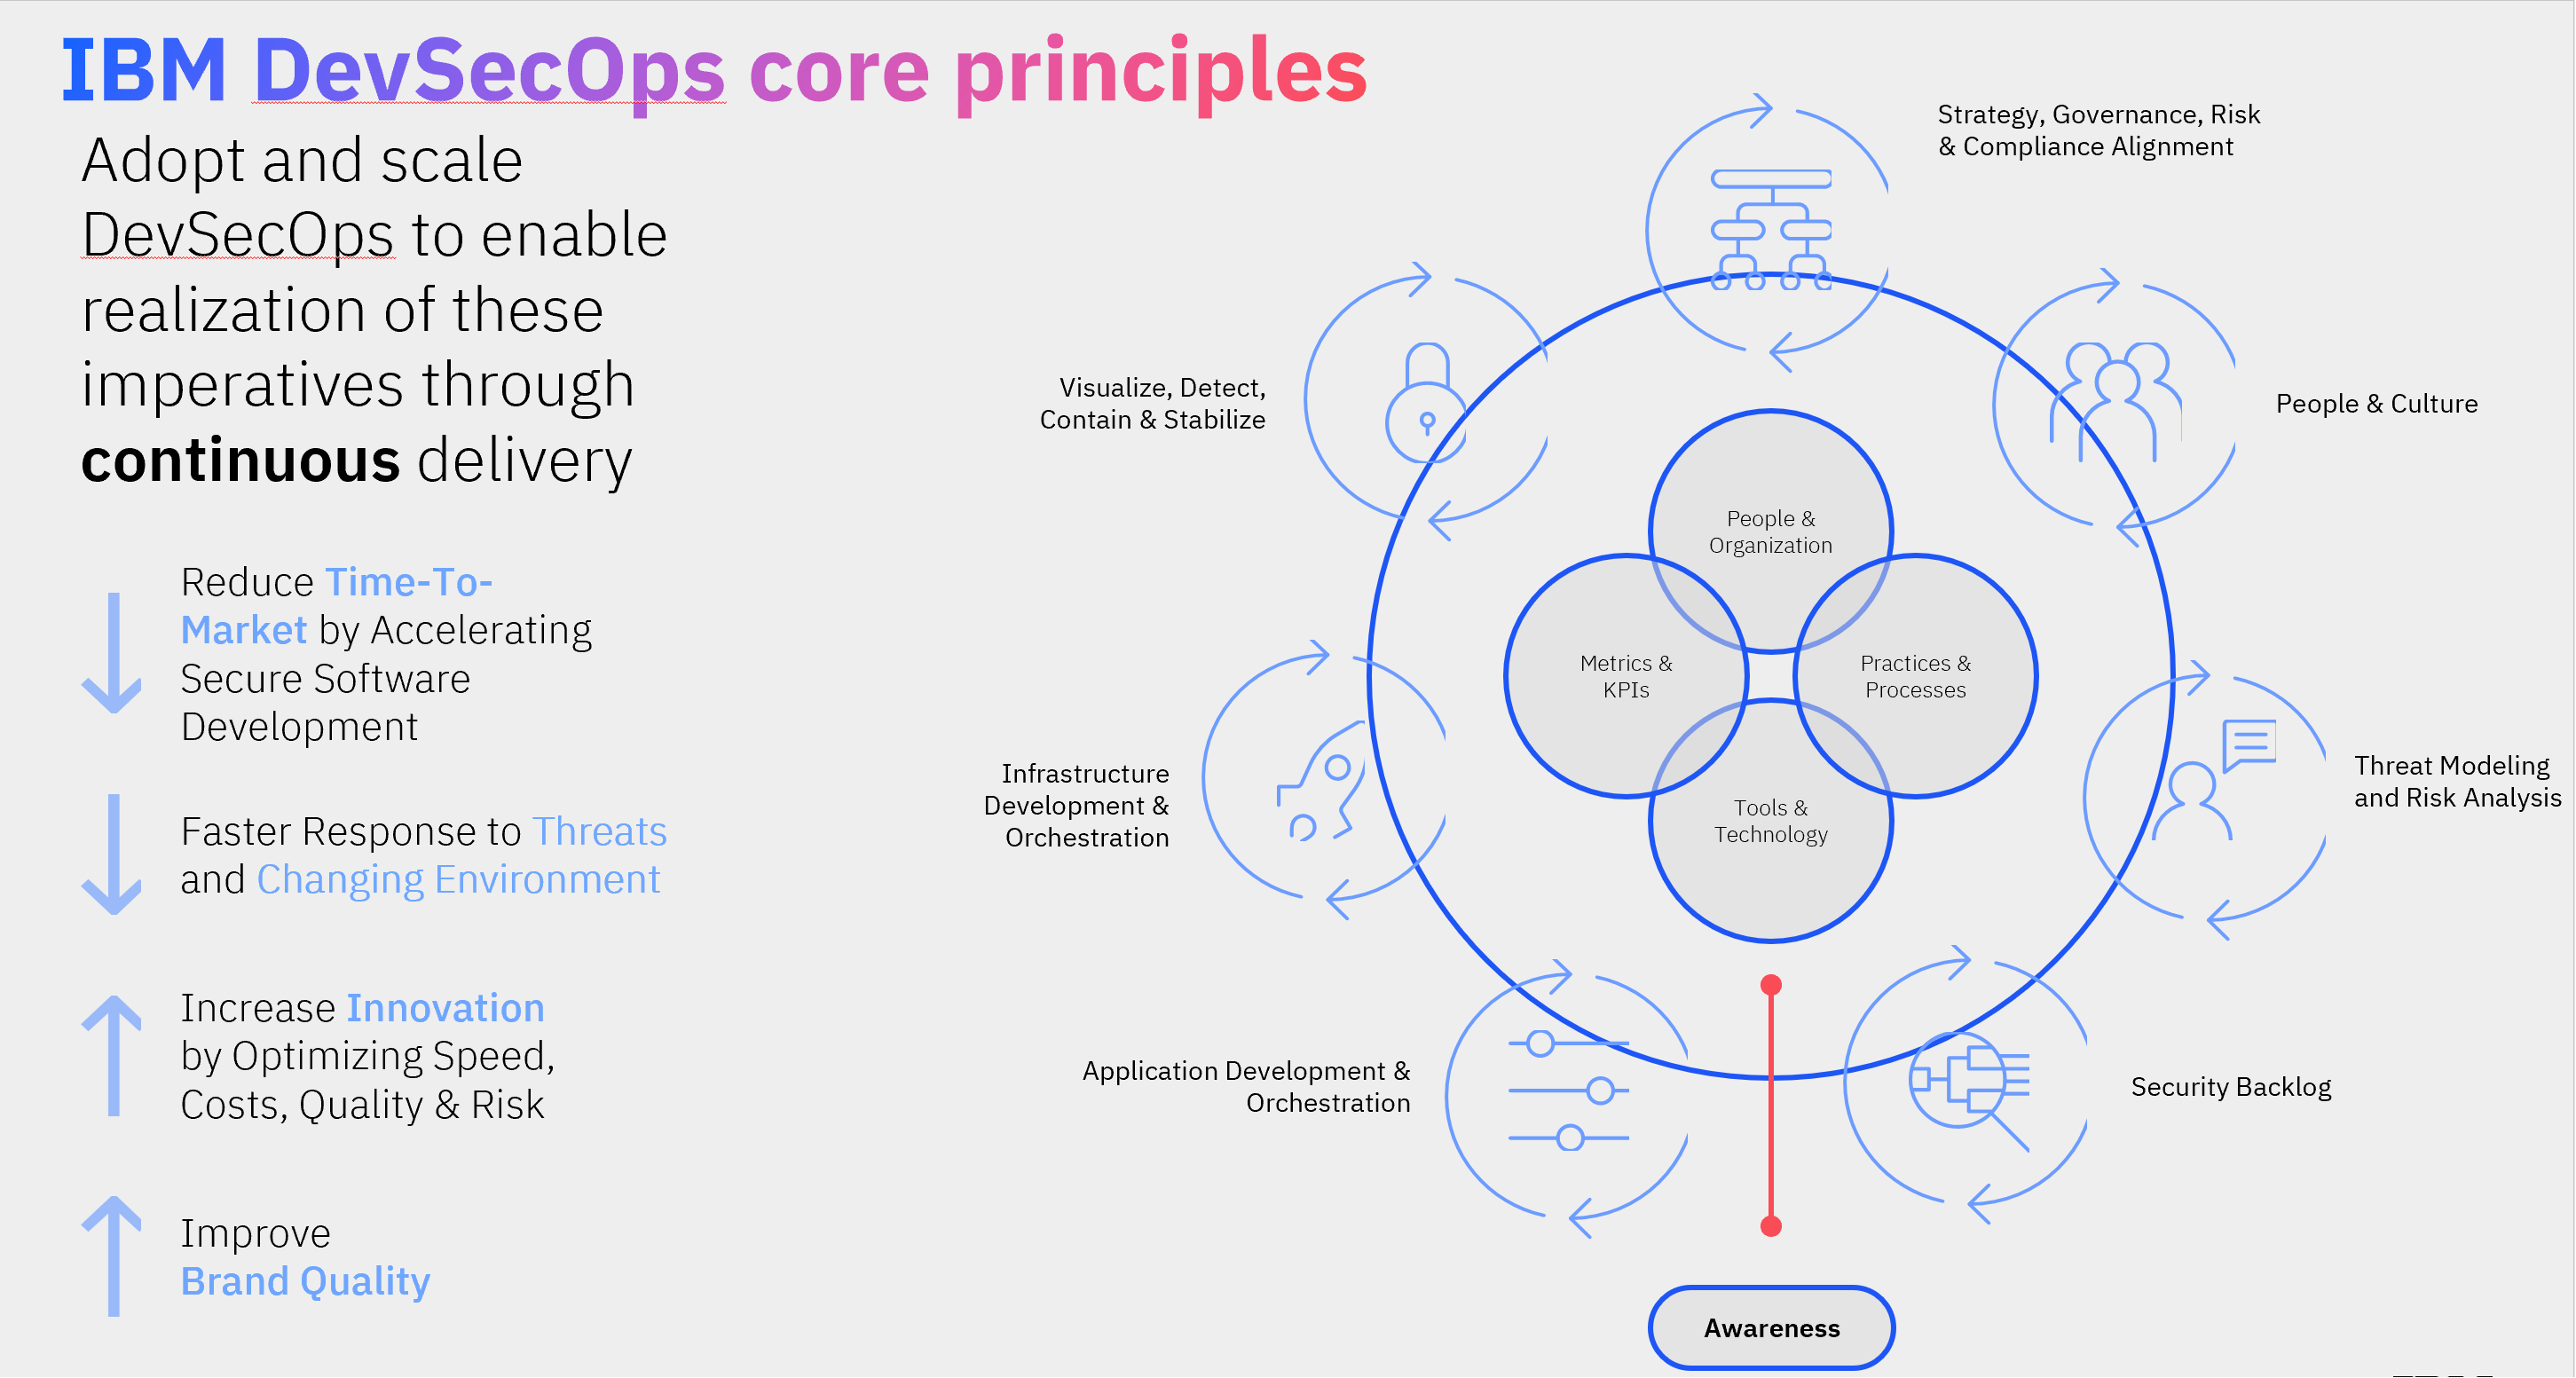 IBM DevSecOps core principles
Adopt and scale
DevSecOps to enable
realization of these
imperatives through
continuous delivery
Reduce Time-To-
Market by Accelerating
Secure Software
Development
Faster Response to Threats
and Changing Environment
Increase Innovation
by Optimizing Speed,
Costs, Quality & Risk
Improve
Brand Quality
Strategy, Governance, Risk
& Compliance Alignment
People & Culture
Threat Modeling
and Risk Analysis
Security Backlog
Application Development &
Orchestration
Infrastructure
Development &
Orchestration
Visualize, Detect,
Contain & Stabilize
People &
Organization
Metrics &
KPIs
Practices &
Processes
Tools &
Technology
Awareness